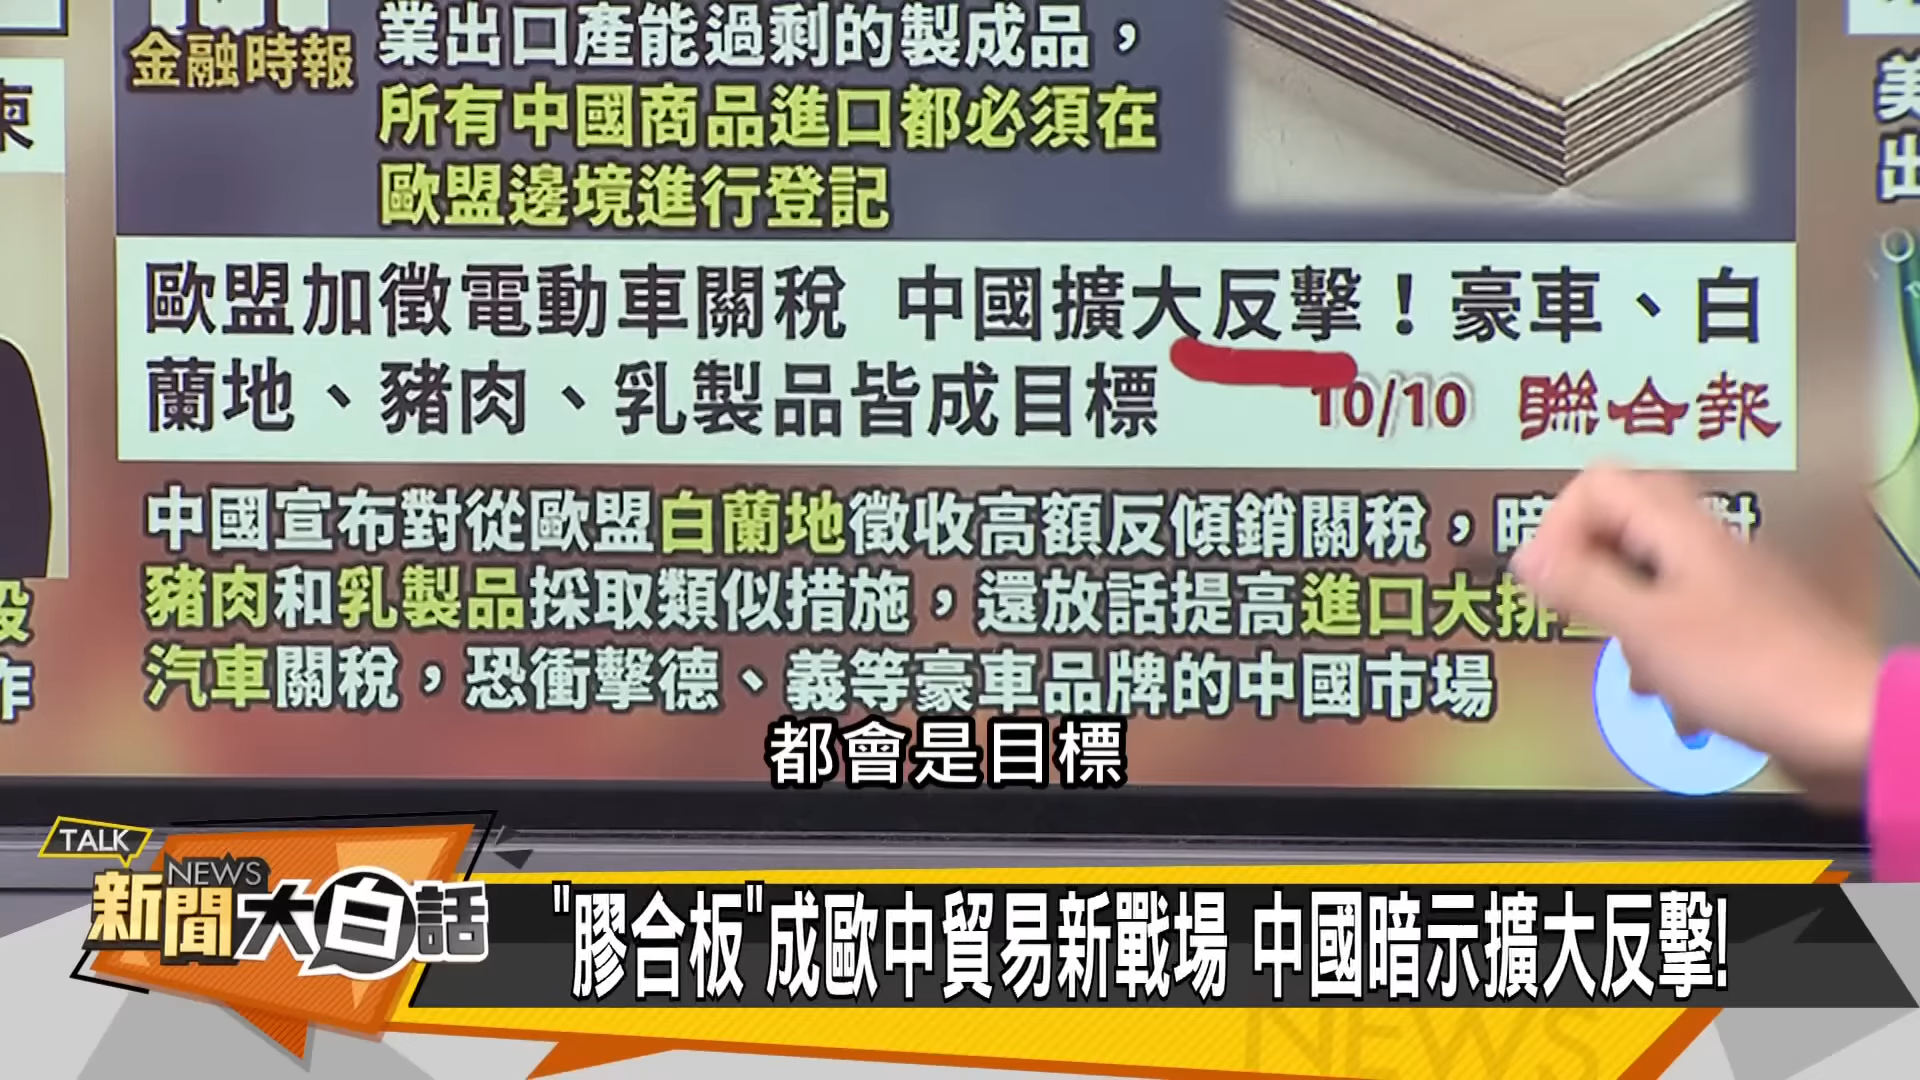 金融時報
業出口產能過剩的製成品，
所有中國商品進口都必須在
歐盟邊境進行登記
歐盟加徵電動車關稅 中國擴大反擊！豪車、白
蘭地、豬肉、乳製品皆成目標 10/10 聯合報
中國宣布對從歐盟白蘭地徵收高額反傾銷關稅，暗 對
豬肉和乳製品採取類似措施，還放話提高進口大排
汽車關稅，恐衝擊德、義等豪車品牌的中國市場
美
出
都會是目標
TALK
NEWS
新聞大白話
"膠合板"成歐中貿易新戰場 中國暗示擴大反擊!
NEWS